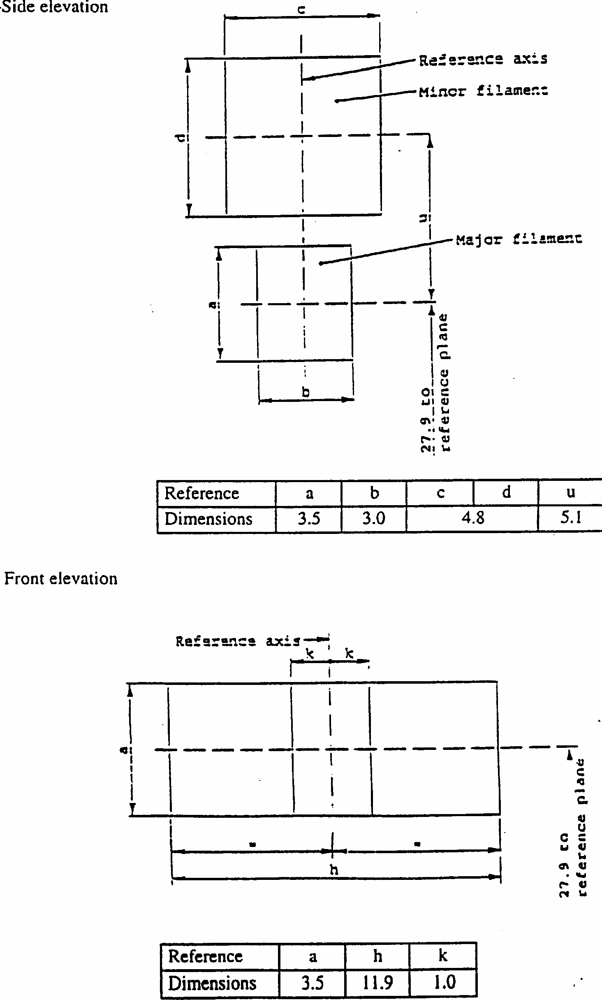 -Side elevation
c
Reference axis
Minor filament
d
u
Major filament
a
b
27.9 to
reference plane
Reference a b c d u
Dimensions 3.5 3.0 4.8 5.1
Front elevation
Reference axis
k k
a
= =
h
27.9 to
reference plane
Reference a h k
Dimensions 3.5 11.9 1.0